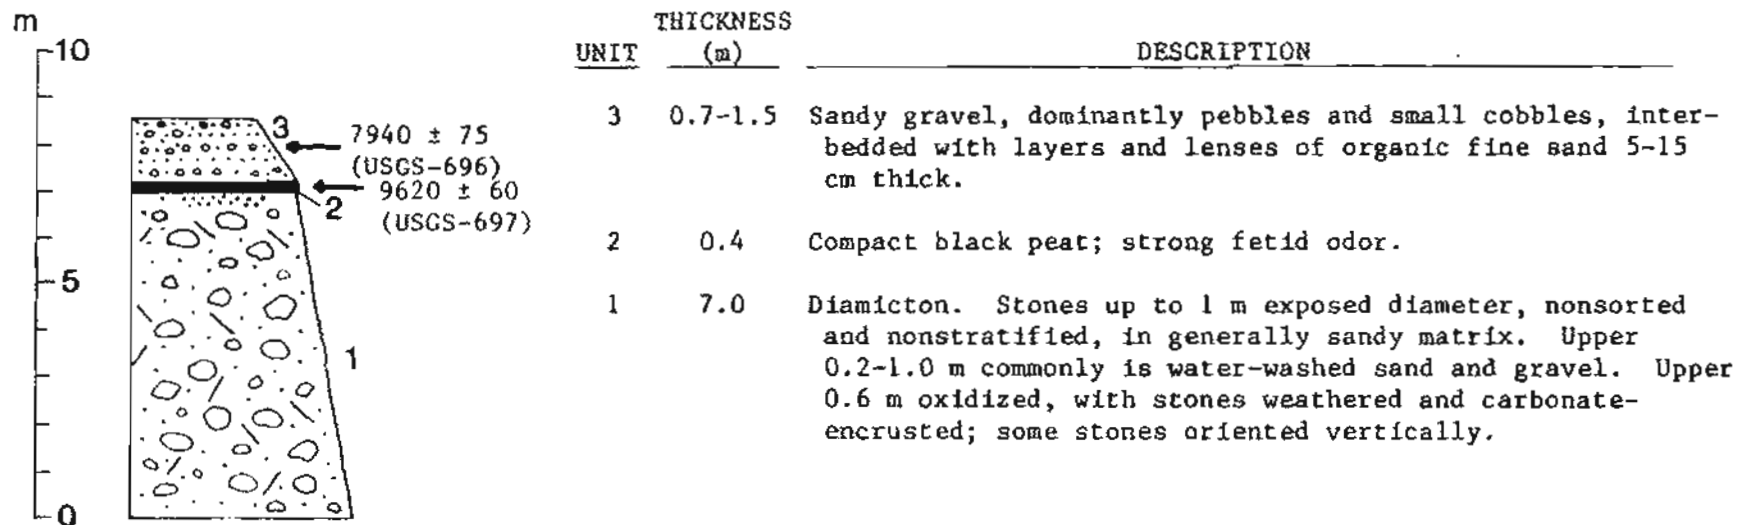 m
10
5
0
3
7940 ± 75
(USGS-696)
9620 ± 60
2
(USGS-697)
1
THICKNESS
UNIT (m) DESCRIPTION
3 0.7-1.5 Sandy gravel, dominantly pebbles and small cobbles, inter-
bedded with layers and lenses of organic fine sand 5-15
cm thick.
2 0.4 Compact black peat; strong fetid odor.
1 7.0 Diamicton. Stones up to 1 m exposed diameter, nonsorted
and nonstratified, in generally sandy matrix. Upper
0.2-1.0 m commonly is water-washed sand and gravel. Upper
0.6 m oxidized, with stones weathered and carbonate-
encrusted; some stones oriented vertically.